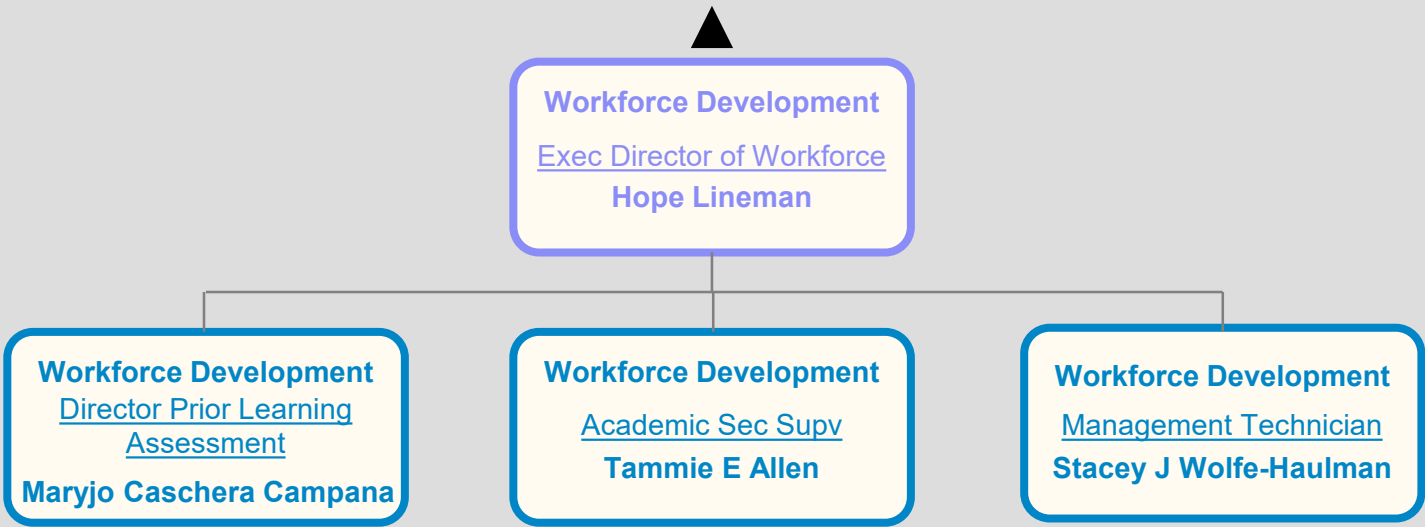 Workforce Development
Exec Director of Workforce
Hope Lineman
Workforce Development
Director Prior Learning
Assessment
Maryjo Caschera Campana
Workforce Development
Academic Sec Supv
Tammie E Allen
Workforce Development
Management Technician
Stacey J Wolfe-Haulman